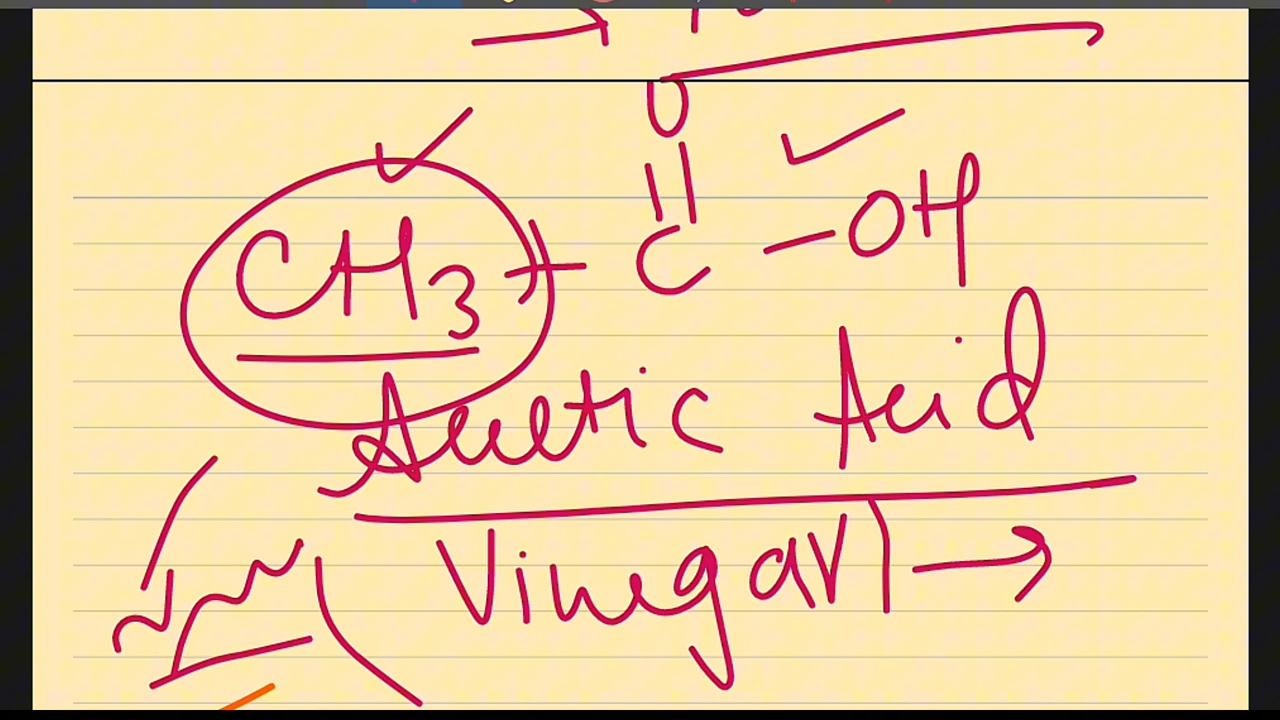 O
||
CH3 — C — OH
Acetic Acid
Vinegar →